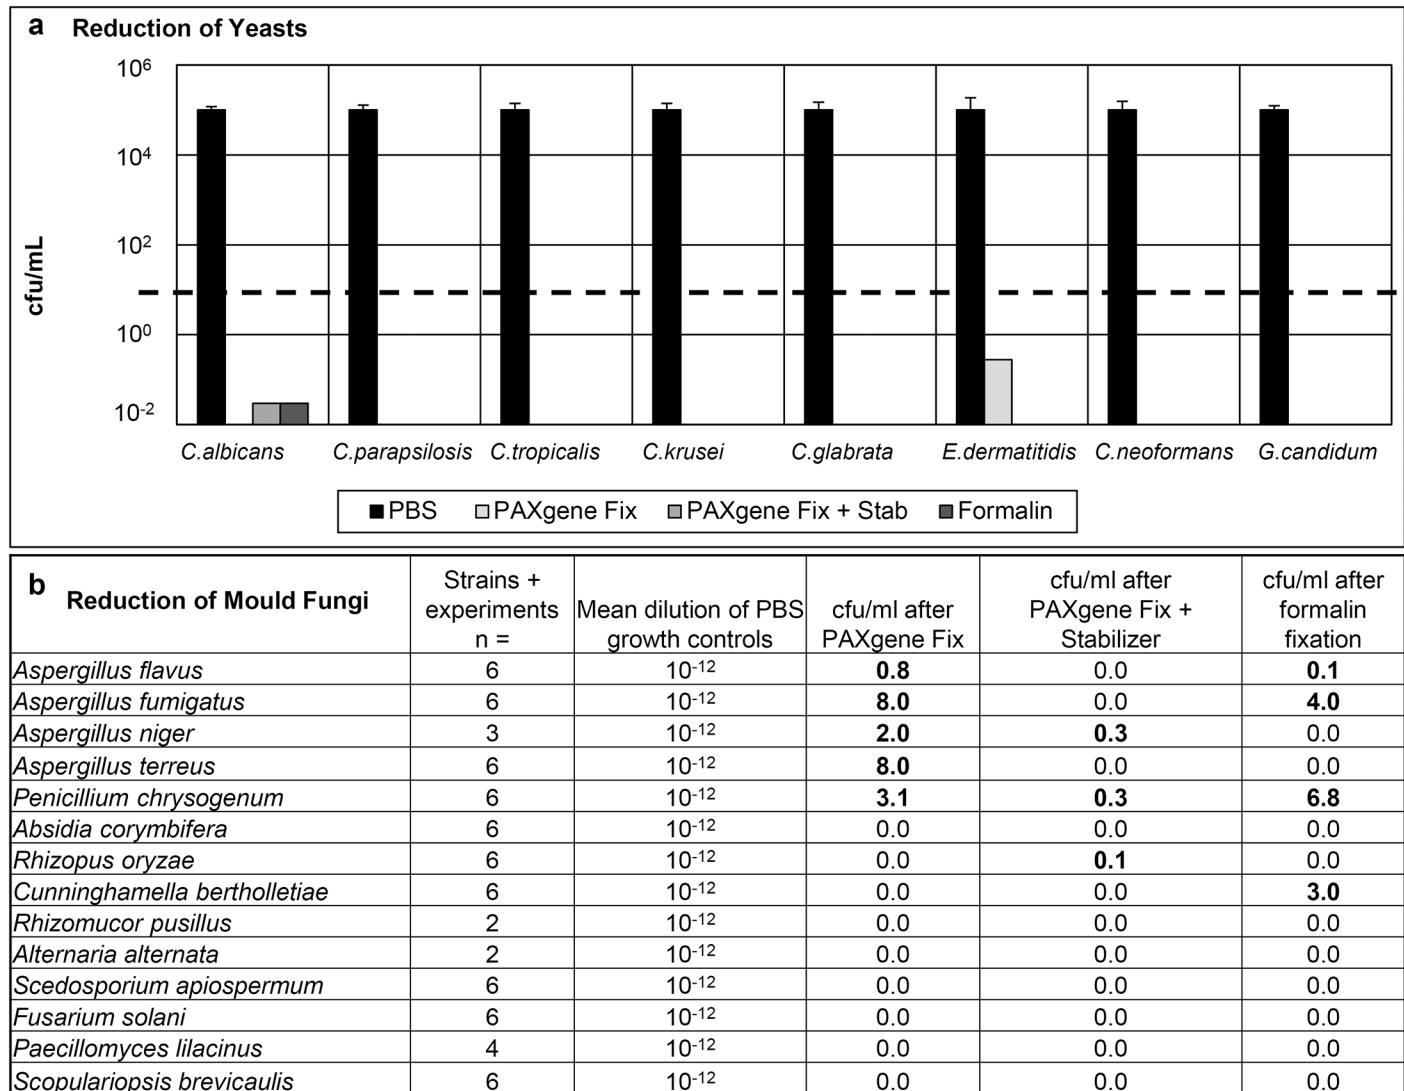 a Reduction of Yeasts
10⁶
10⁴
10²
10⁰
10⁻²
cfu/mL
C.albicans C.parapsilosis C.tropicalis C.krusei C.glabrata E.dermatitidis C.neoformans G.candidum
PBS PAXgene Fix PAXgene Fix + Stab Formalin
b Reduction of Mould Fungi
Strains +
experiments
n =
Mean dilution of PBS
growth controls
cfu/ml after
PAXgene Fix
cfu/ml after
PAXgene Fix +
Stabilizer
cfu/ml after
formalin
fixation
Aspergillus flavus 6 10⁻¹² 0.8 0.0 0.1
Aspergillus fumigatus 6 10⁻¹² 8.0 0.0 4.0
Aspergillus niger 3 10⁻¹² 2.0 0.3 0.0
Aspergillus terreus 6 10⁻¹² 8.0 0.0 0.0
Penicillium chrysogenum 6 10⁻¹² 3.1 0.3 6.8
Absidia corymbifera 6 10⁻¹² 0.0 0.0 0.0
Rhizopus oryzae 6 10⁻¹² 0.0 0.1 0.0
Cunninghamella bertholletiae 6 10⁻¹² 0.0 0.0 3.0
Rhizomucor pusillus 2 10⁻¹² 0.0 0.0 0.0
Alternaria alternata 2 10⁻¹² 0.0 0.0 0.0
Scedosporium apiospermum 6 10⁻¹² 0.0 0.0 0.0
Fusarium solani 6 10⁻¹² 0.0 0.0 0.0
Paecillomyces lilacinus 4 10⁻¹² 0.0 0.0 0.0
Scopulariopsis brevicaulis 6 10⁻¹² 0.0 0.0 0.0